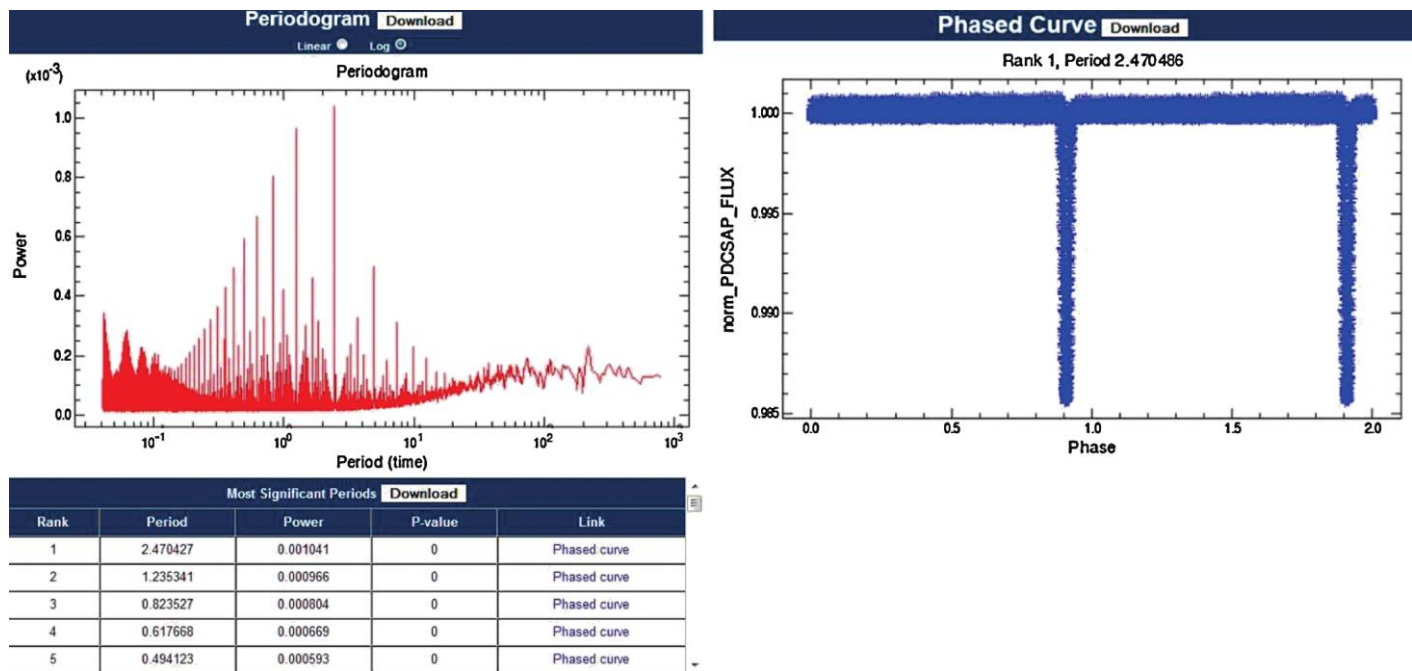 Periodogram Download
Linear Log
Periodogram
(x10-3)
1.0
0.8
0.6
0.4
0.2
0.0
Power
10-1 100 101 102 103
Period (time)
Most Significant Periods Download
Rank Period Power P-value Link
1 2.470427 0.001041 0 Phased curve
2 1.235341 0.000966 0 Phased curve
3 0.823527 0.000804 0 Phased curve
4 0.617668 0.000669 0 Phased curve
5 0.494123 0.000593 0 Phased curve
Phased Curve Download
Rank 1, Period 2.470486
1.000
0.995
0.990
0.985
norm_PDCSAP_FLUX
0.0 0.5 1.0 1.5 2.0
Phase